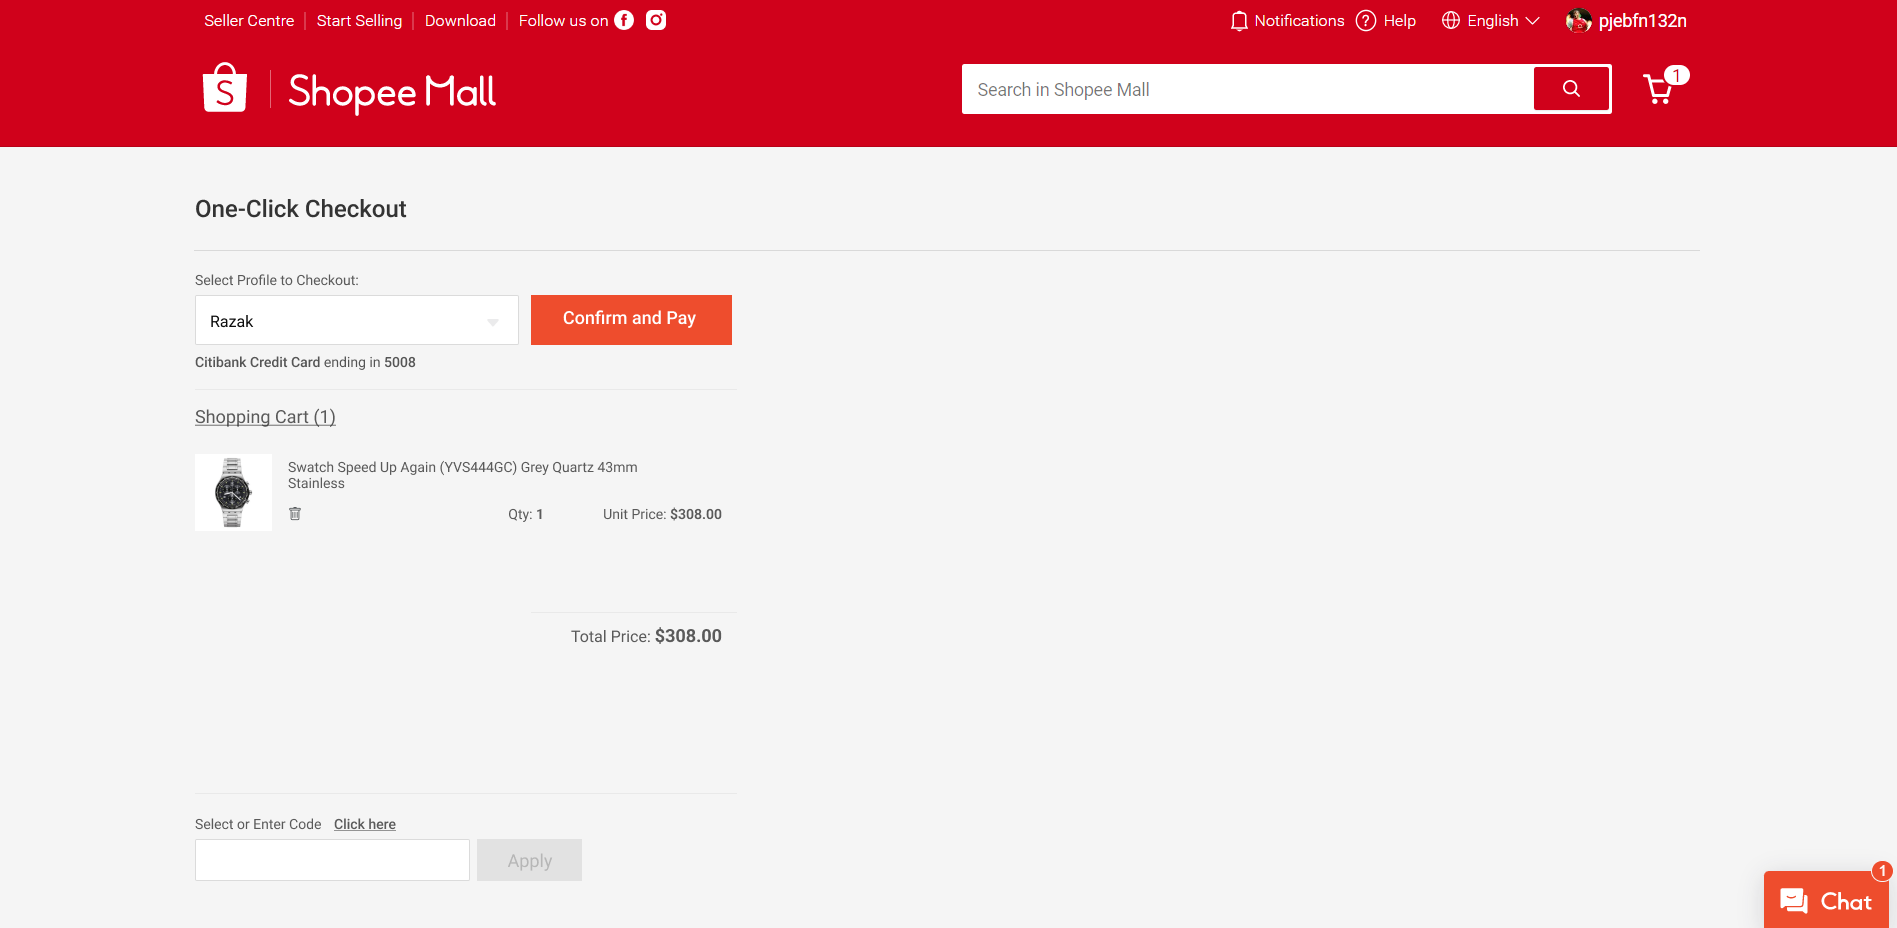 Seller Centre
Start Selling
Download
Follow us on
Notifications
Help
English
pjebfn132n
S
Shopee Mall
Search in Shopee Mall
1
One-Click Checkout
Select Profile to Checkout:
Razak
Confirm and Pay
Citibank Credit Card ending in 5008
Shopping Cart (1)
Swatch Speed Up Again (YVS444GC) Grey Quartz 43mm
Stainless
Qty: 1
Unit Price: $308.00
Total Price: $308.00
Select or Enter Code
Click here
Apply
1
Chat